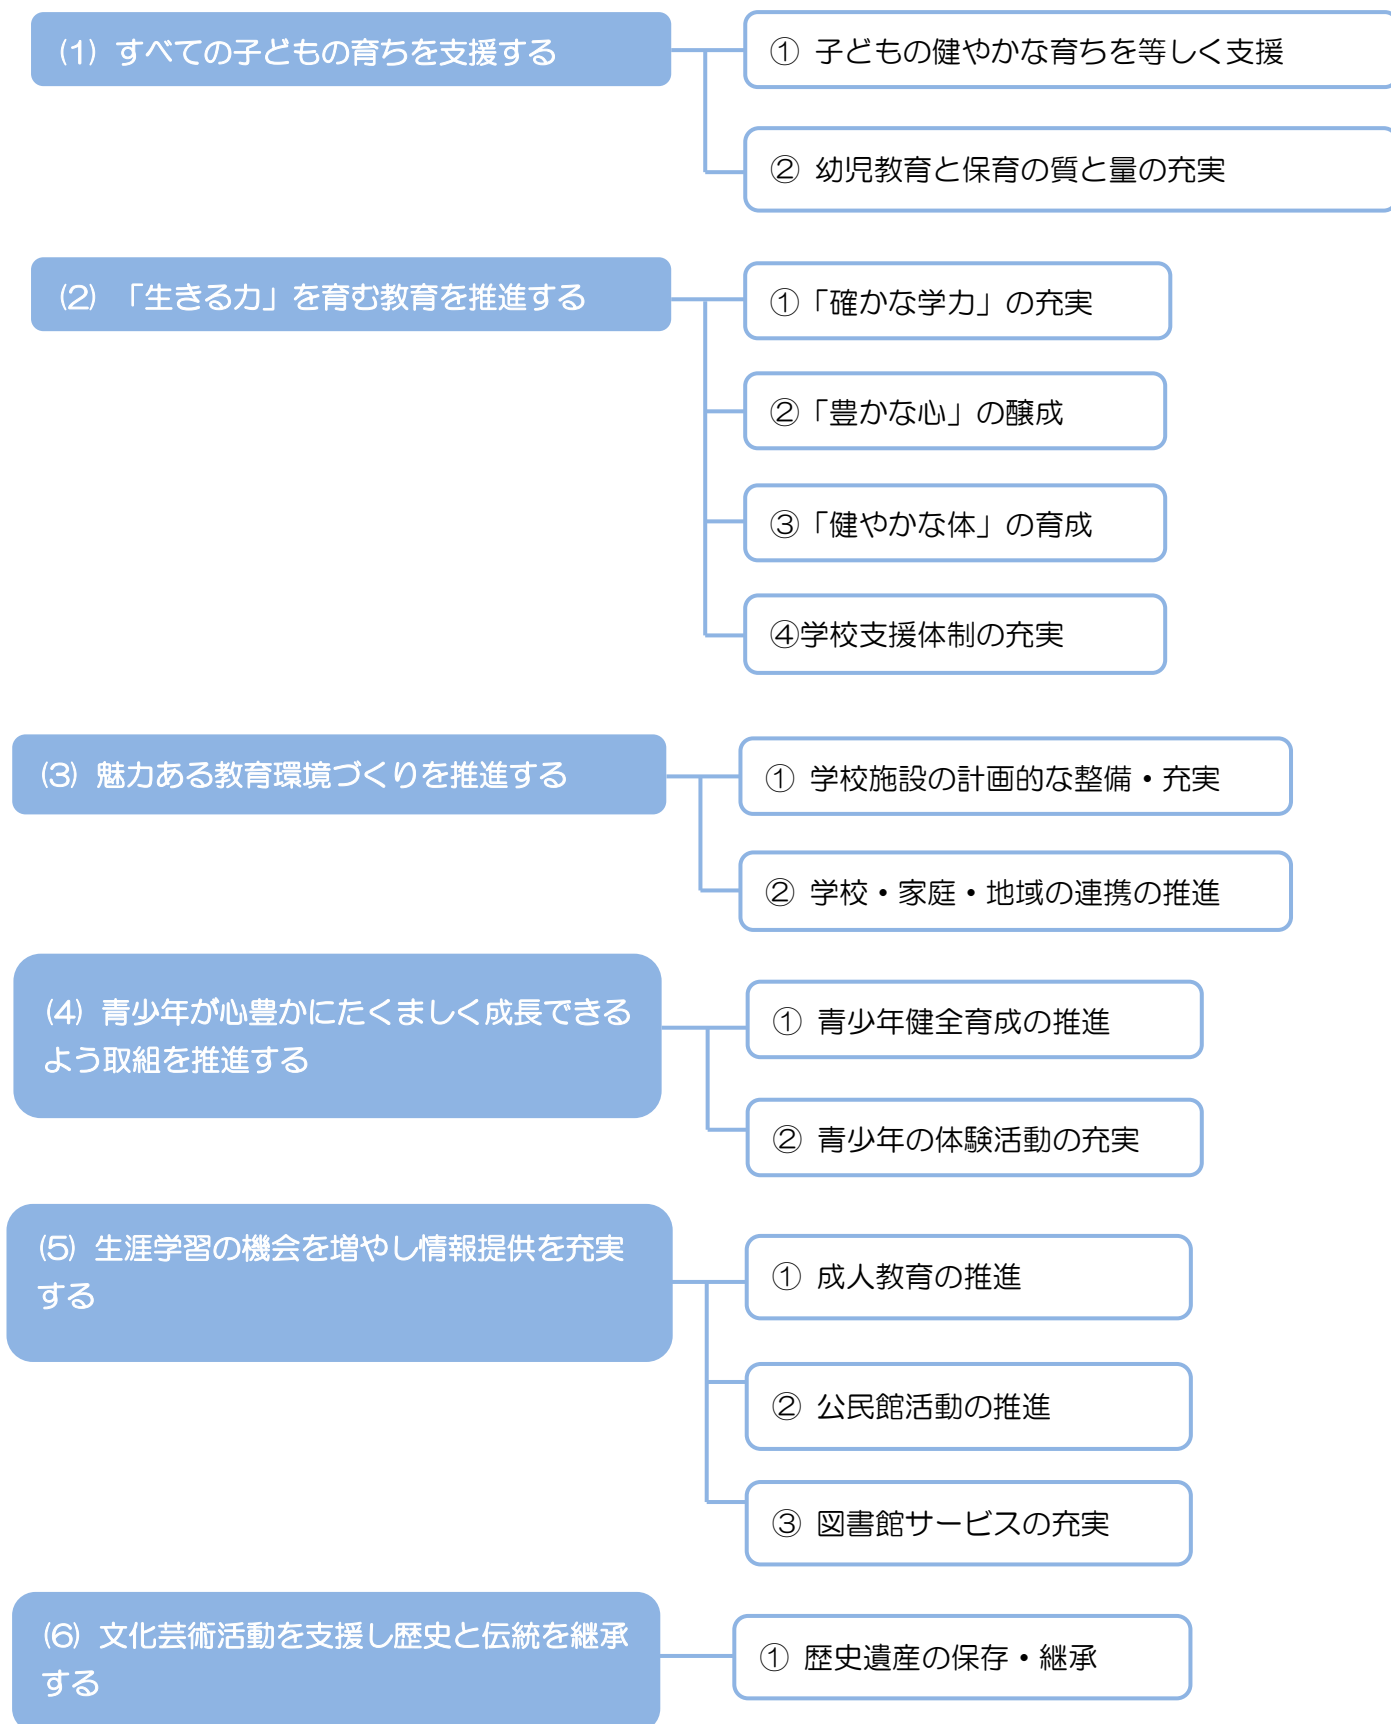 (1) すべての子どもの育ちを支援する
① 子どもの健やかな育ちを等しく支援
② 幼児教育と保育の質と量の充実
(2) 「生きる力」を育む教育を推進する
①「確かな学力」の充実
②「豊かな心」の醸成
③「健やかな体」の育成
④学校支援体制の充実
(3) 魅力ある教育環境づくりを推進する
① 学校施設の計画的な整備・充実
② 学校・家庭・地域の連携の推進
(4) 青少年が心豊かにたくましく成長できる
よう取組を推進する
① 青少年健全育成の推進
② 青少年の体験活動の充実
(5) 生涯学習の機会を増やし情報提供を充実
する
① 成人教育の推進
② 公民館活動の推進
③ 図書館サービスの充実
(6) 文化芸術活動を支援し歴史と伝統を継承
する
① 歴史遺産の保存・継承